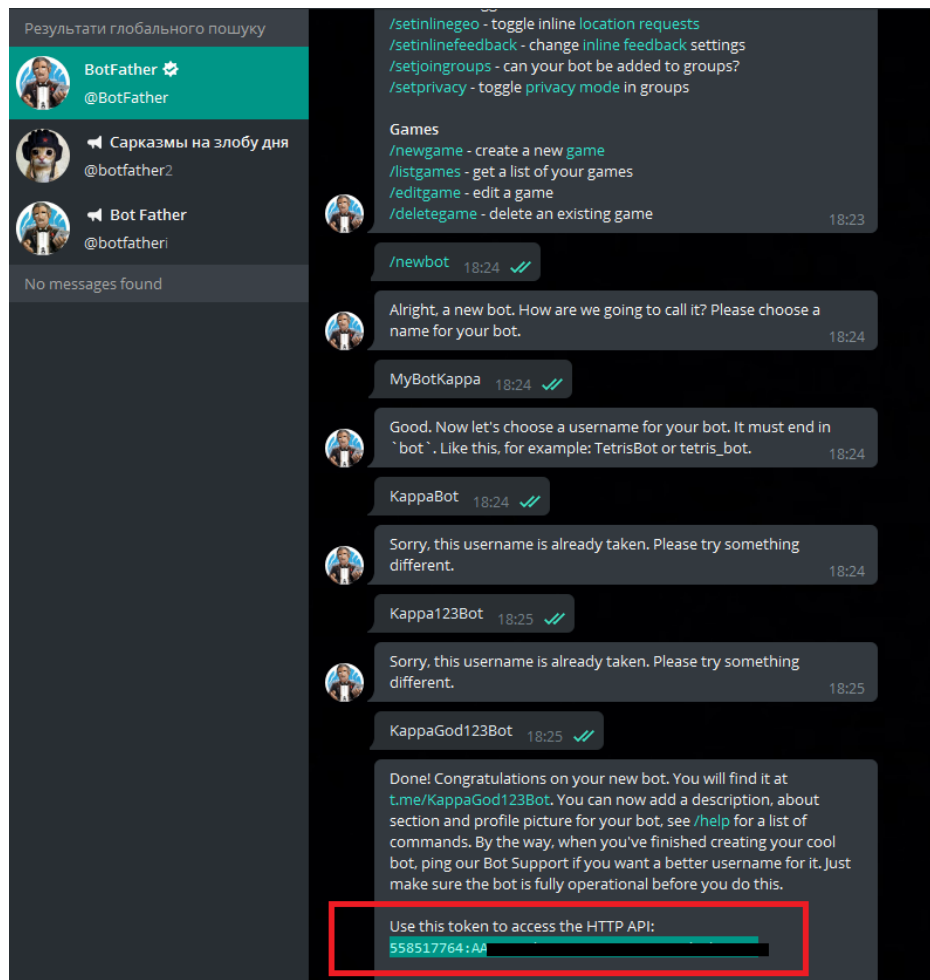 Результати глобального пошуку
BotFather
@BotFather
Сарказмы на злобу дня
@botfather2
Bot Father
@botfatheri
No messages found
/setinlinegeo - toggle inline location requests
/setinlinefeedback - change inline feedback settings
/setjoingroups - can your bot be added to groups?
/setprivacy - toggle privacy mode in groups
Games
/newgame - create a new game
/listgames - get a list of your games
/editgame - edit a game
/deletegame - delete an existing game
18:23
/newbot 18:24
Alright, a new bot. How are we going to call it? Please choose a
name for your bot.
18:24
MyBotKappa 18:24
Good. Now let's choose a username for your bot. It must end in
`bot`. Like this, for example: TetrisBot or tetris_bot.
18:24
KappaBot 18:24
Sorry, this username is already taken. Please try something
different.
18:24
Kappa123Bot 18:25
Sorry, this username is already taken. Please try something
different.
18:25
KappaGod123Bot 18:25
Done! Congratulations on your new bot. You will find it at
t.me/KappaGod123Bot. You can now add a description, about
section and profile picture for your bot, see /help for a list of
commands. By the way, when you've finished creating your cool
bot, ping our Bot Support if you want a better username for it. Just
make sure the bot is fully operational before you do this.
Use this token to access the HTTP API:
558517764:AA